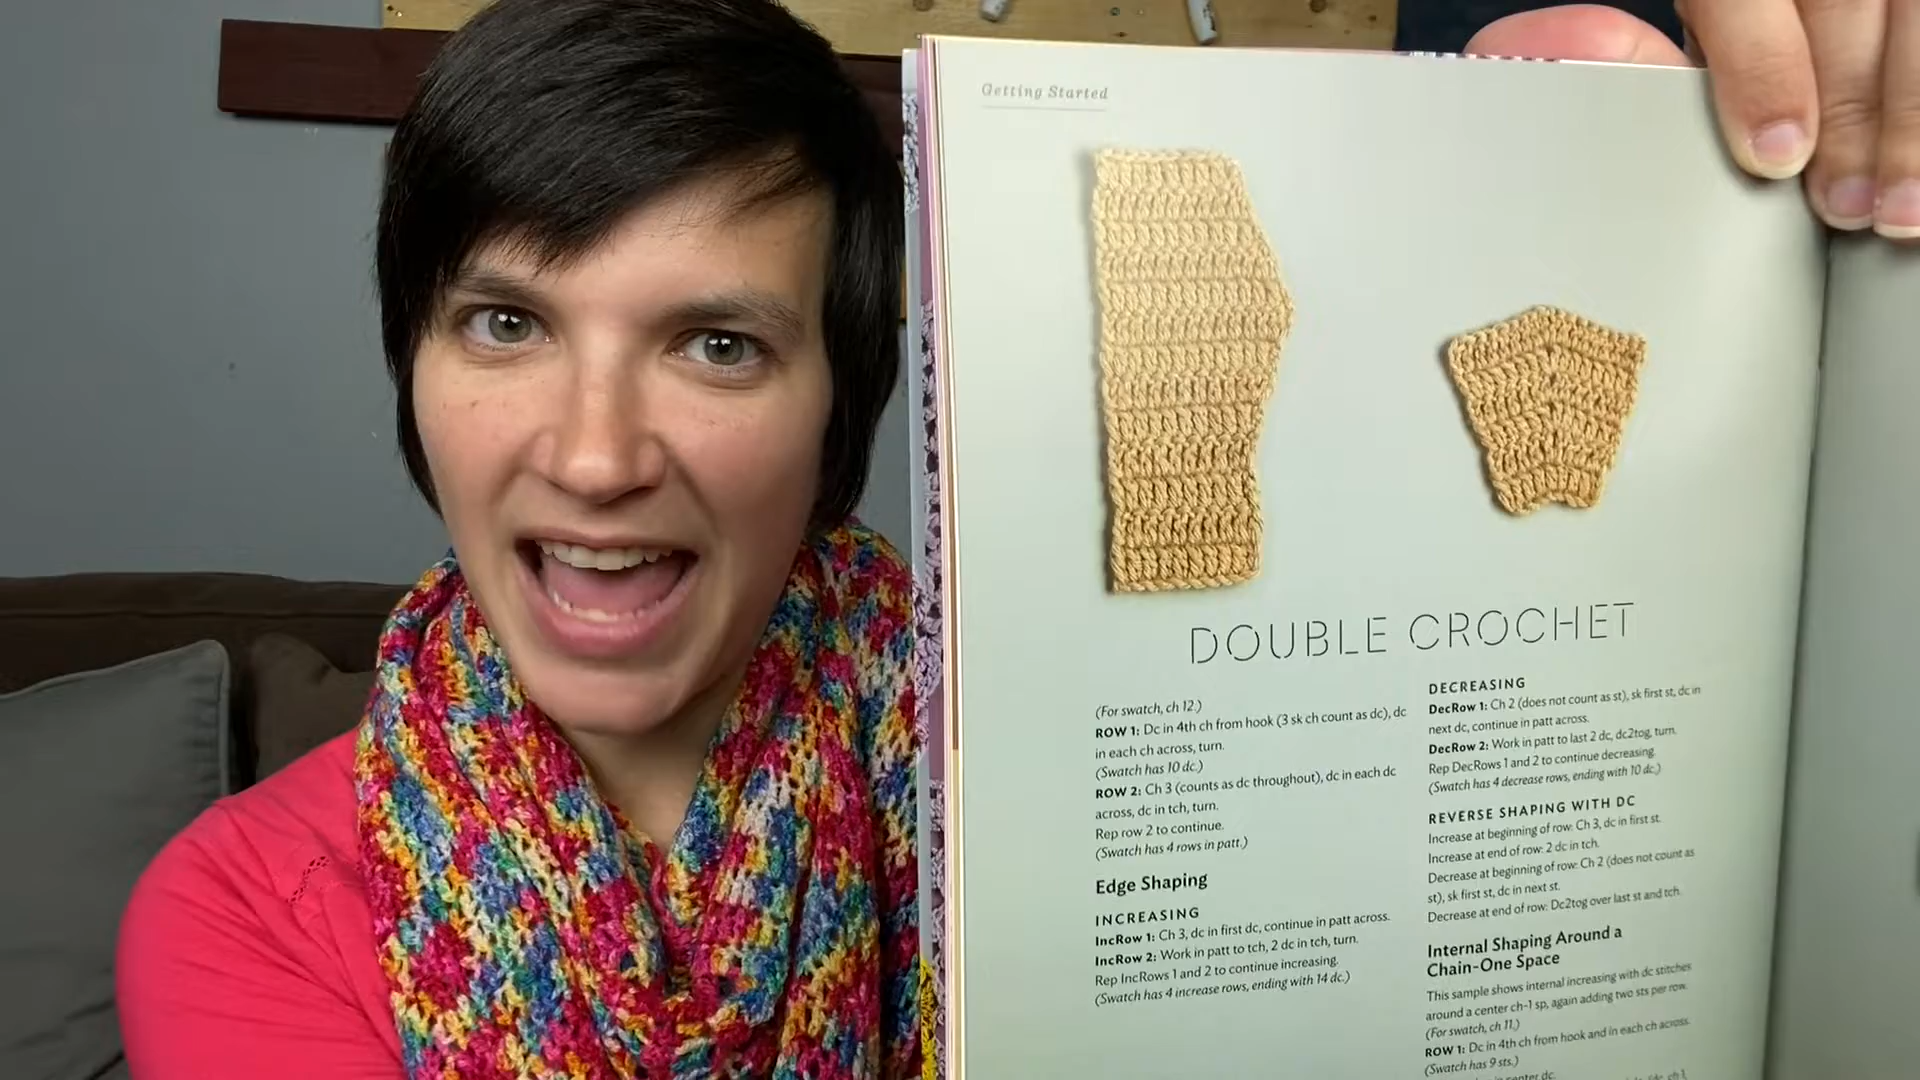 Getting Started
DOUBLE CROCHET
(For swatch, ch 12.)
ROW 1: Dc in 4th ch from hook (3 sk ch count as dc), dc
in each ch across, turn.
(Swatch has 10 dc.)
ROW 2: Ch 3 (counts as dc throughout), dc in each dc
across, dc in tch, turn.
Rep row 2 to continue.
(Swatch has 4 rows in patt.)
Edge Shaping
INCREASING
IncRow 1: Ch 3, dc in first dc, continue in patt across.
IncRow 2: Work in patt to tch, 2 dc in tch, turn.
Rep IncRows 1 and 2 to continue increasing.
(Swatch has 4 increase rows, ending with 14 dc.)
DECREASING
DecRow 1: Ch 2 (does not count as st), sk first st, dc in
next dc, continue in patt across.
DecRow 2: Work in patt to last 2 dc, dc2tog, turn.
Rep DecRows 1 and 2 to continue decreasing.
(Swatch has 4 decrease rows, ending with 10 dc.)
REVERSE SHAPING WITH DC
Increase at beginning of row: Ch 3, dc in first st.
Increase at end of row: 2 dc in tch.
Decrease at beginning of row: Ch 2 (does not count as
st), sk first st, dc in next st.
Decrease at end of row: Dc2tog over last st and tch.
Internal Shaping Around a
Chain-One Space
This sample shows internal increasing with dc stitches
around a center ch-1 sp, again adding two sts per row.
(For swatch, ch 11.)
ROW 1: Dc in 4th ch from hook and in each ch across.
(Swatch has 9 sts.)
center dc.